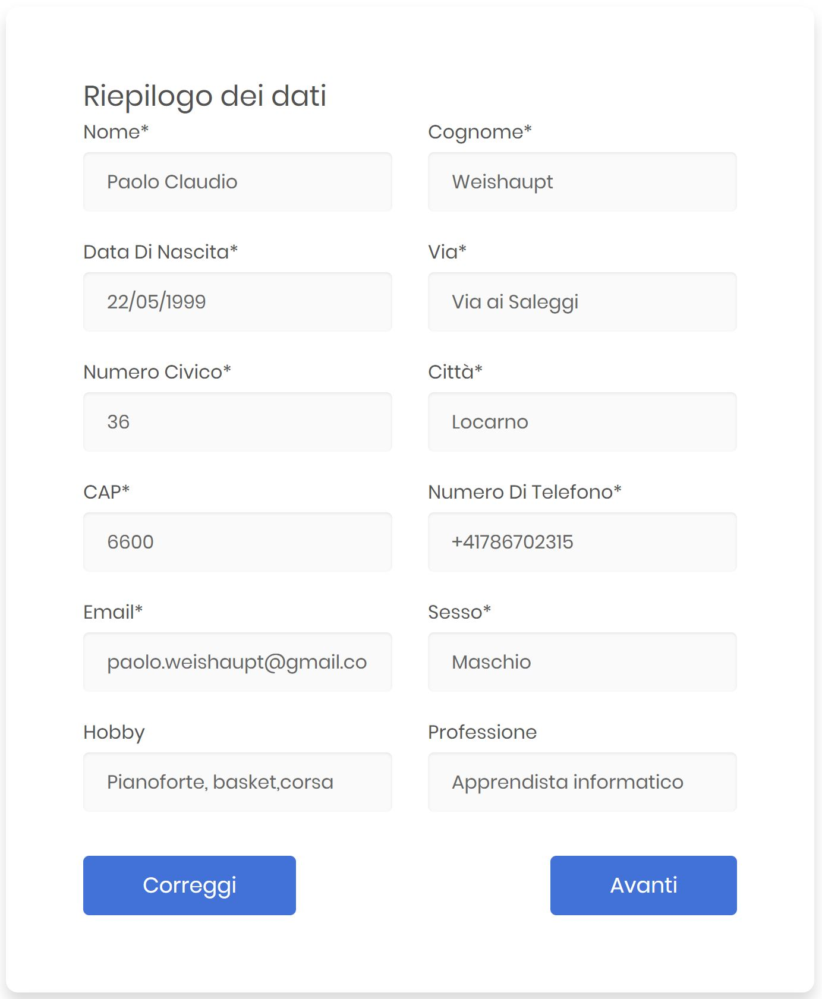 Riepilogo dei dati
Nome*
Cognome*
Paolo Claudio
Weishaupt
Data Di Nascita*
Via*
22/05/1999
Via ai Saleggi
Numero Civico*
Città*
36
Locarno
CAP*
Numero Di Telefono*
6600
+41786702315
Email*
Sesso*
paolo.weishaupt@gmail.co
Maschio
Hobby
Professione
Pianoforte, basket,corsa
Apprendista informatico
Correggi
Avanti